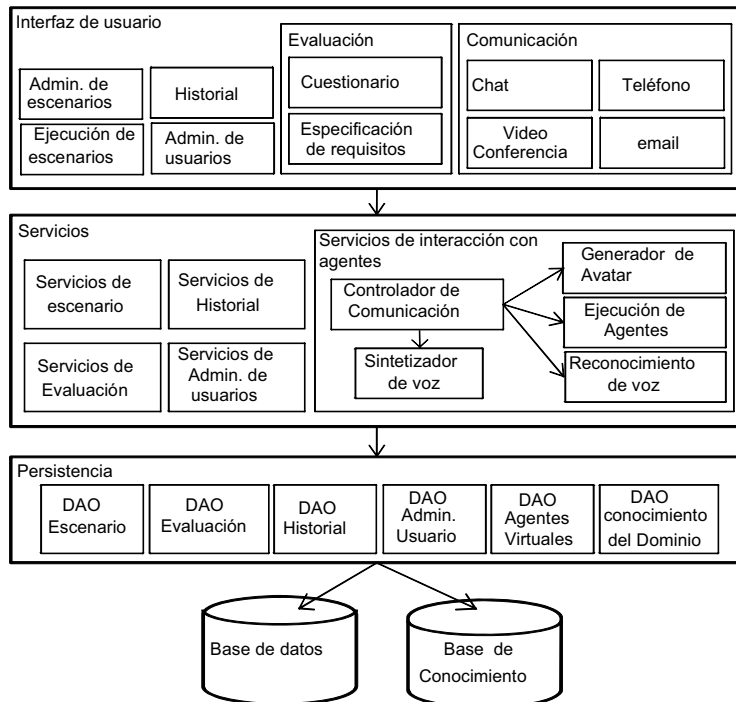 Interfaz de usuario
Admin. de
escenarios
Historial
Ejecución de
escenarios
Admin. de
usuarios
Evaluación
Cuestionario
Especificación
de requisitos
Comunicación
Chat
Teléfono
Video
Conferencia
email
Servicios
Servicios de
escenario
Servicios de
Historial
Servicios de
Evaluación
Servicios de
Admin. de
usuarios
Servicios de interacción con
agentes
Controlador de
Comunicación
Sintetizador
de voz
Generador de
Avatar
Ejecución de
Agentes
Reconocimiento
de voz
Persistencia
DAO
Escenario
DAO
Evaluación
DAO
Historial
DAO
Admin.
Usuario
DAO
Agentes
Virtuales
DAO
conocimiento
del Dominio
Base de datos
Base de
Conocimiento